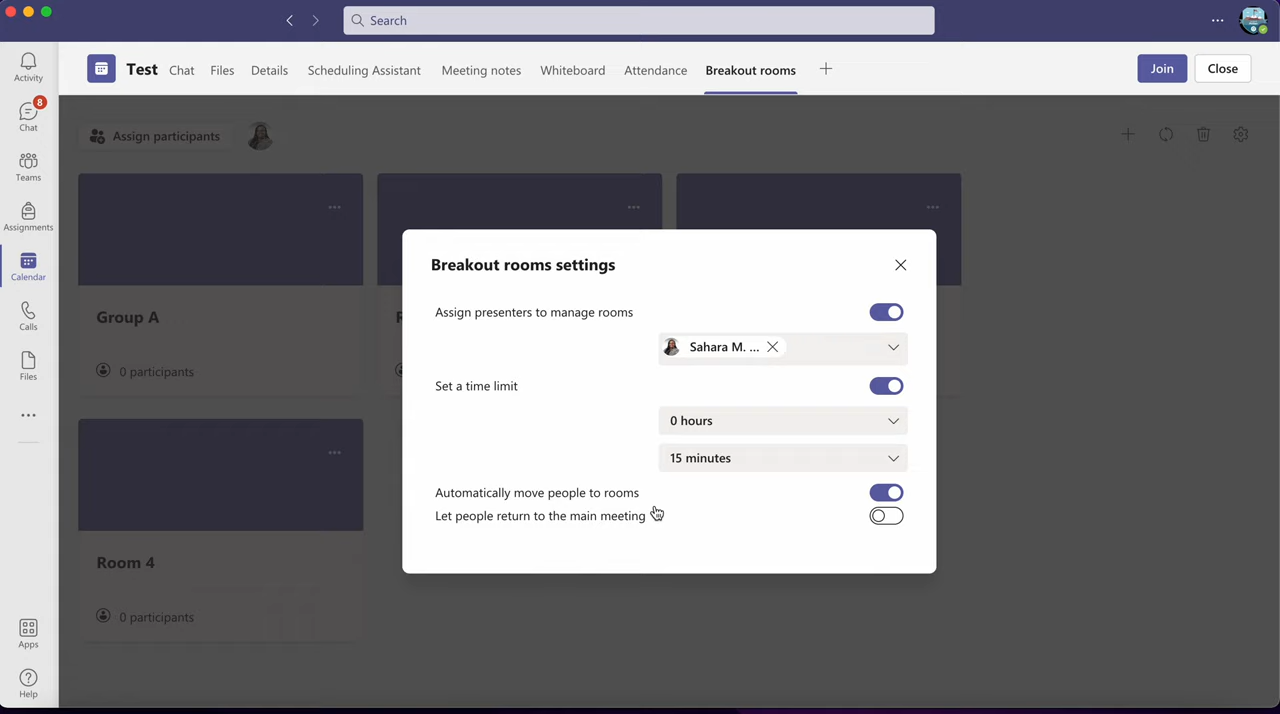 Search
Activity
8
Chat
Teams
Assignments
Calendar
Calls
Files
Apps
Help
Test
Chat
Files
Details
Scheduling Assistant
Meeting notes
Whiteboard
Attendance
Breakout rooms
Join
Close
Assign participants
Group A
0 participants
Room 4
0 participants
Breakout rooms settings
Assign presenters to manage rooms
Sahara M. ...
Set a time limit
0 hours
15 minutes
Automatically move people to rooms
Let people return to the main meeting